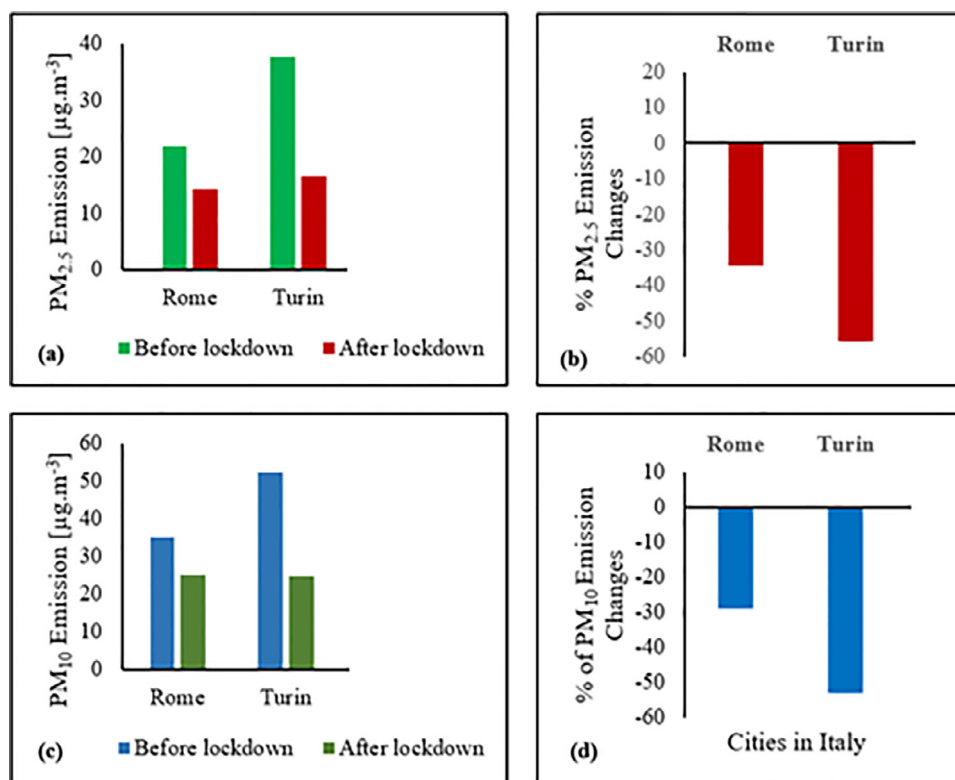 PM₂.₅ Emission [µg.m⁻³]
40
30
20
10
0
Rome Turin
Before lockdown After lockdown
(a)
Rome Turin
% PM₂.₅ Emission
Changes
20
10
0
-10
-20
-30
-40
-50
-60
(b)
PM₁₀ Emission [µg.m⁻³]
60
50
40
30
20
10
0
Rome Turin
Before lockdown After lockdown
(c)
Rome Turin
% of PM₁₀ Emission
Changes
10
0
-10
-20
-30
-40
-50
-60
(d)
Cities in Italy